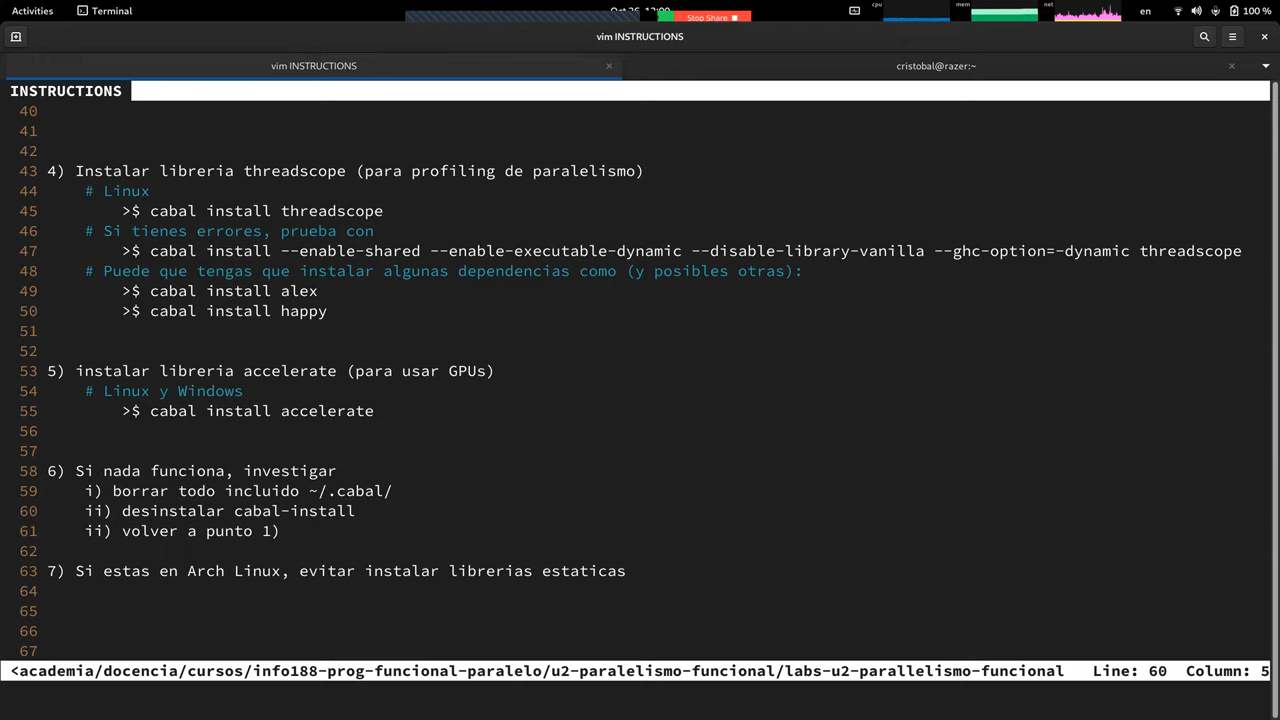 Activities Terminal Oct 26, 12:00 Stop Share cpu mem net en 100 %
vim INSTRUCTIONS
vim INSTRUCTIONS × cristobal@razer:~ ×
INSTRUCTIONS
40
41
42
43 4) Instalar libreria threadscope (para profiling de paralelismo)
44 # Linux
45 >$ cabal install threadscope
46 # Si tienes errores, prueba con
47 >$ cabal install --enable-shared --enable-executable-dynamic --disable-library-vanilla --ghc-option=-dynamic threadscope
48 # Puede que tengas que instalar algunas dependencias como (y posibles otras):
49 >$ cabal install alex
50 >$ cabal install happy
51
52
53 5) instalar libreria accelerate (para usar GPUs)
54 # Linux y Windows
55 >$ cabal install accelerate
56
57
58 6) Si nada funciona, investigar
59 i) borrar todo incluido ~/.cabal/
60 ii) desinstalar cabal-install
61 ii) volver a punto 1)
62
63 7) Si estas en Arch Linux, evitar instalar librerias estaticas
64
65
66
67
<academia/docencia/cursos/info188-prog-funcional-paralelo/u2-paralelismo-funcional/labs-u2-parallelismo-funcional Line: 60 Column: 5